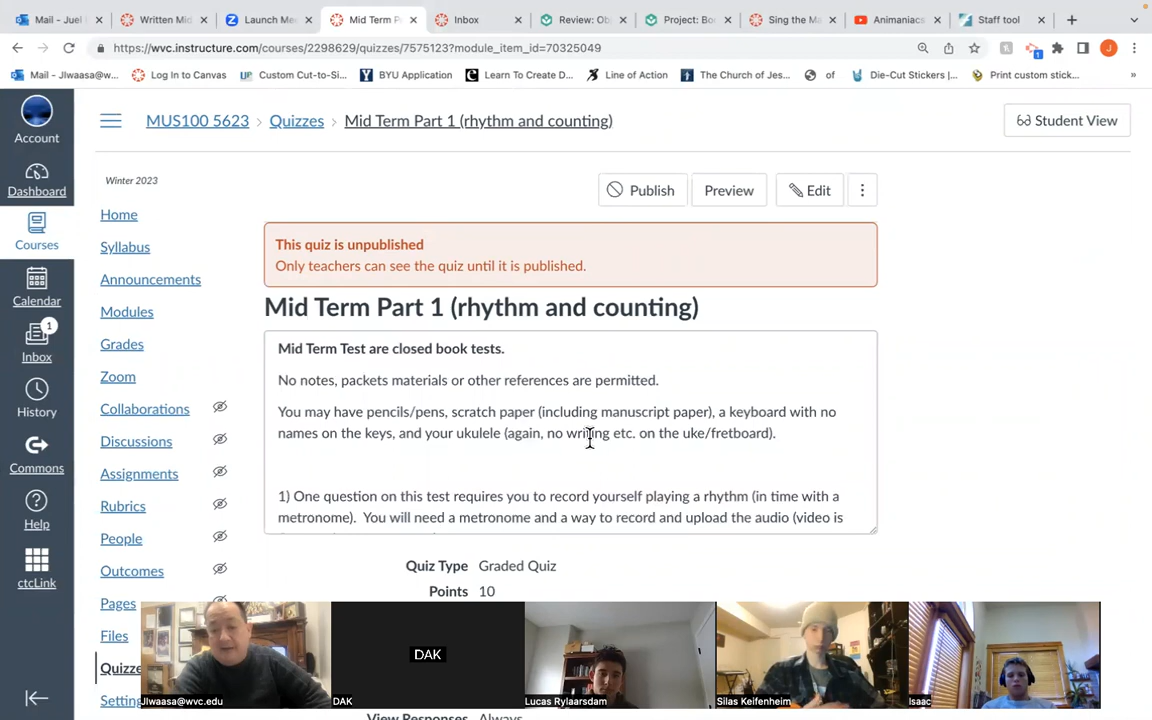 Mail - Juel
Written Mid
Launch Me
Mid Term P
Inbox
Review: Ob
Project: Bo
Sing the Ma
Animaniacs
Staff tool
https://wvc.instructure.com/courses/2298629/quizzes/7575123?module_item_id=70325049
J
Mail - Jlwaasa@w...
Log In to Canvas
Custom Cut-to-Si...
BYU Application
Learn To Create D...
Line of Action
The Church of Jes...
of
Die-Cut Stickers |...
Print custom stick...
»
Account
Dashboard
Courses
Calendar
1
Inbox
History
Commons
Help
ctcLink
MUS100 5623 > Quizzes > Mid Term Part 1 (rhythm and counting)
Student View
Winter 2023
Home
Syllabus
Announcements
Modules
Grades
Zoom
Collaborations
Discussions
Assignments
Rubrics
People
Outcomes
Pages
Files
Quizze
Setting
Publish
Preview
Edit
This quiz is unpublished
Only teachers can see the quiz until it is published.
Mid Term Part 1 (rhythm and counting)
Mid Term Test are closed book tests.
No notes, packets materials or other references are permitted.
You may have pencils/pens, scratch paper (including manuscript paper), a keyboard with no
names on the keys, and your ukulele (again, no writing etc. on the uke/fretboard).
1) One question on this test requires you to record yourself playing a rhythm (in time with a
metronome). You will need a metronome and a way to record and upload the audio (video is
Quiz Type Graded Quiz
Points 10
DAK
Jlwaasa@wvc.edu
DAK
Lucas Rylaarsdam
Silas Keifenheim
Isaac
View Responses Always